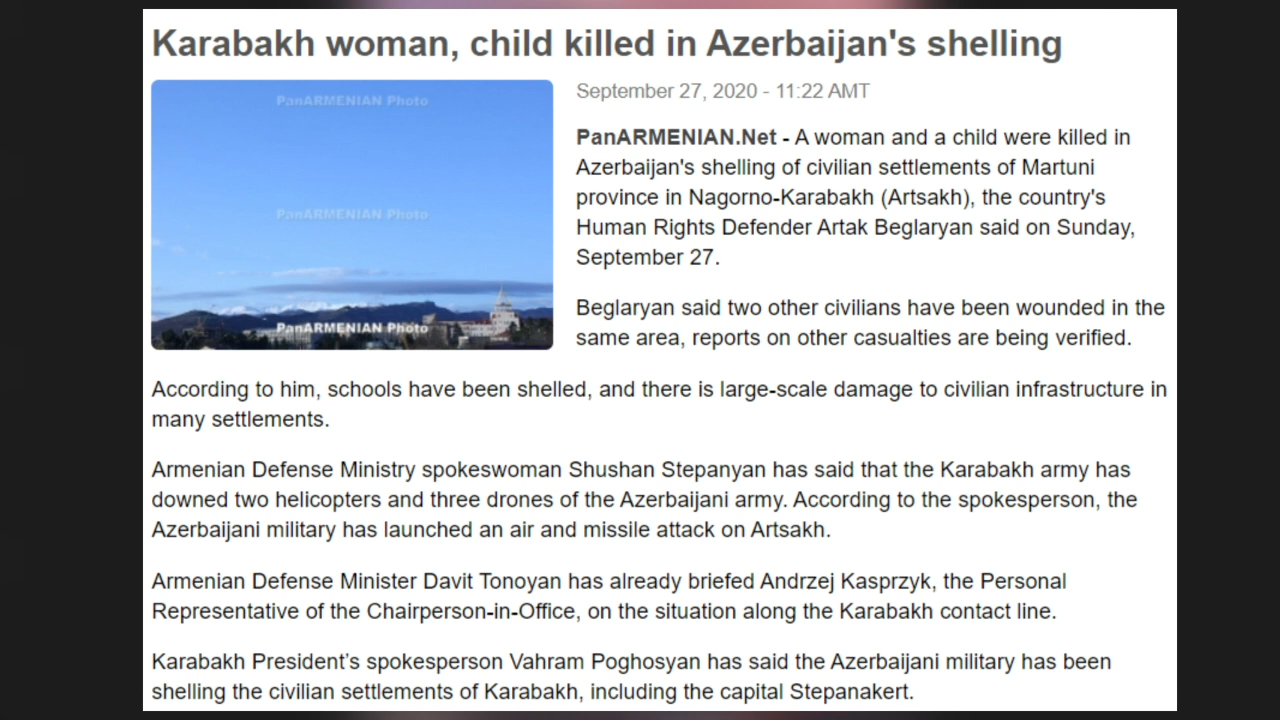 Karabakh woman, child killed in Azerbaijan's shelling
PanARMENIAN Photo
PanARMENIAN Photo
PanARMENIAN Photo
September 27, 2020 - 11:22 AMT
PanARMENIAN.Net - A woman and a child were killed in
Azerbaijan's shelling of civilian settlements of Martuni
province in Nagorno-Karabakh (Artsakh), the country's
Human Rights Defender Artak Beglaryan said on Sunday,
September 27.
Beglaryan said two other civilians have been wounded in the
same area, reports on other casualties are being verified.
According to him, schools have been shelled, and there is large-scale damage to civilian infrastructure in
many settlements.
Armenian Defense Ministry spokeswoman Shushan Stepanyan has said that the Karabakh army has
downed two helicopters and three drones of the Azerbaijani army. According to the spokesperson, the
Azerbaijani military has launched an air and missile attack on Artsakh.
Armenian Defense Minister Davit Tonoyan has already briefed Andrzej Kasprzyk, the Personal
Representative of the Chairperson-in-Office, on the situation along the Karabakh contact line.
Karabakh President’s spokesperson Vahram Poghosyan has said the Azerbaijani military has been
shelling the civilian settlements of Karabakh, including the capital Stepanakert.